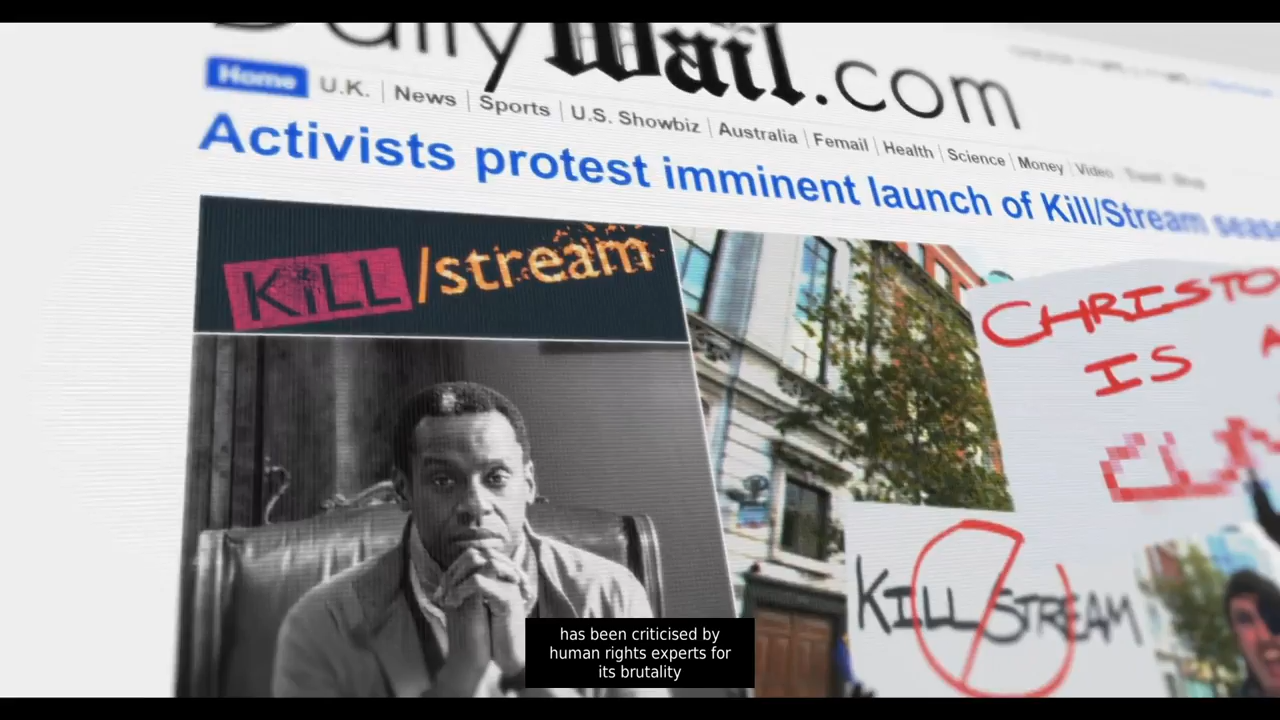 Daily Mail.com
Home U.K. News Sports U.S. Showbiz Australia Femail Health Science Money Video
Activists protest imminent launch of Kill/Stream
KiLL/stream
CHRISTO
IS A
KILL STREAM
has been criticised by
human rights experts for
its brutality